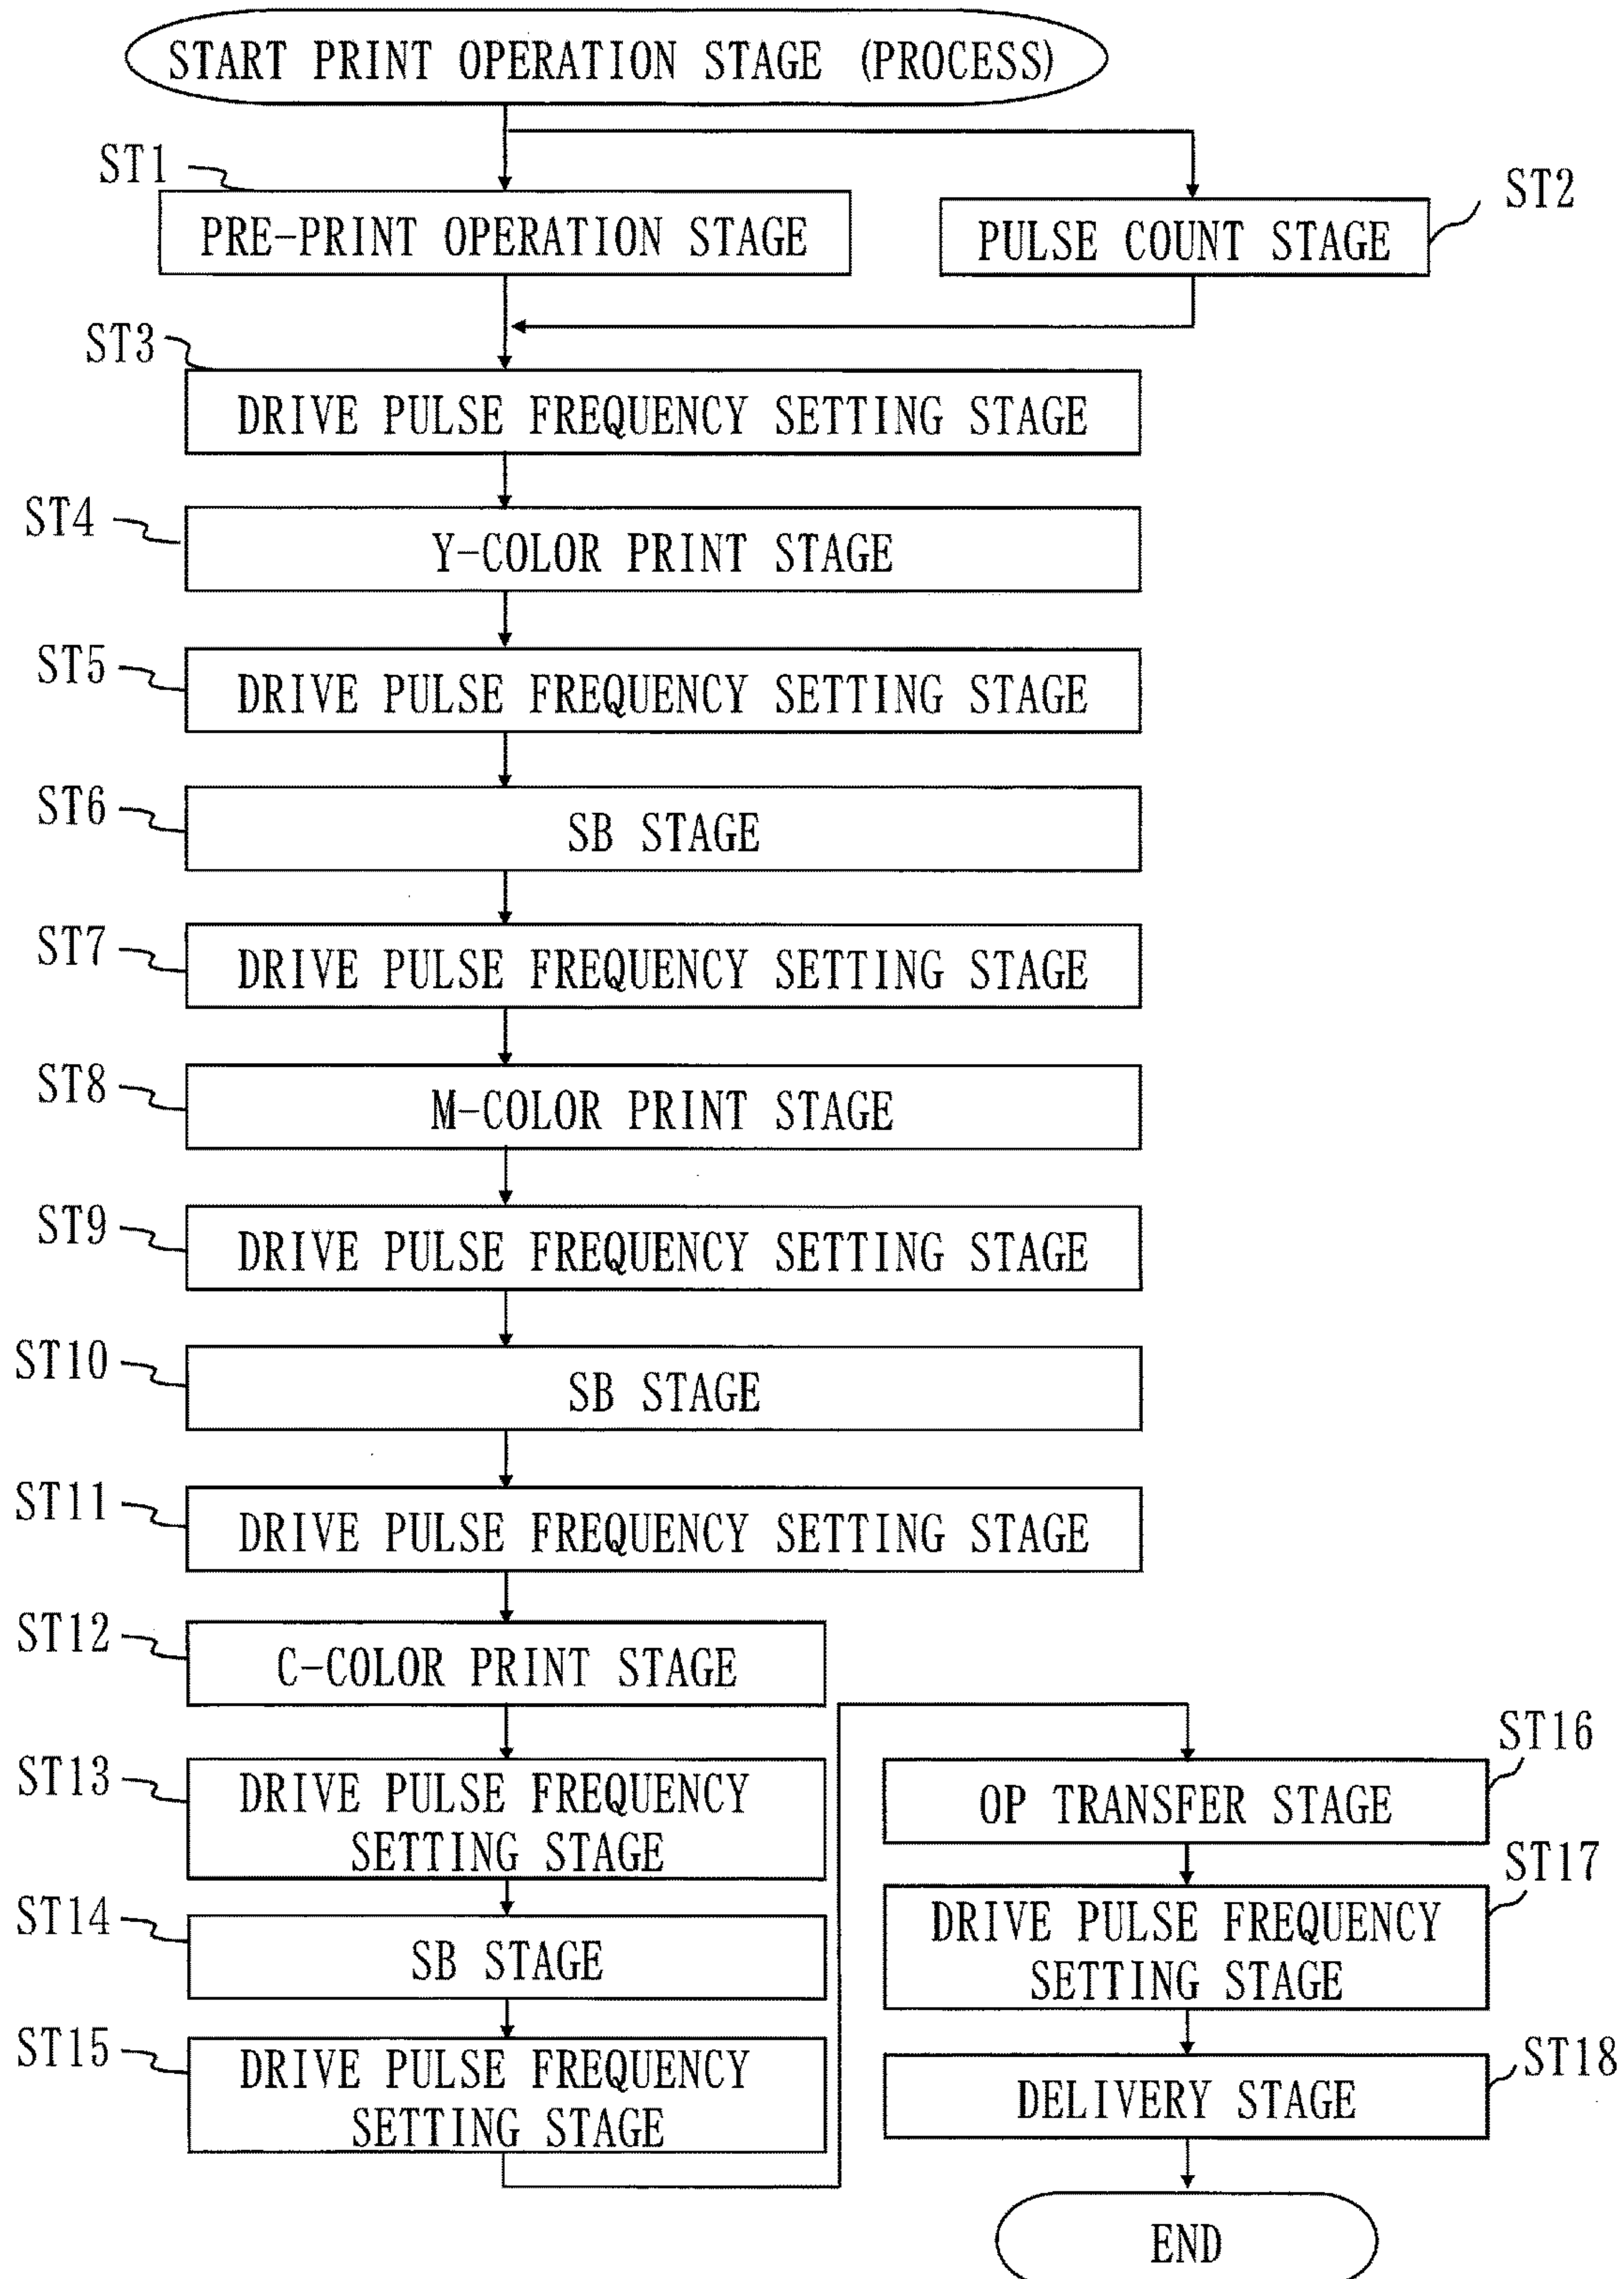 START PRINT OPERATION STAGE (PROCESS)
ST1
PRE-PRINT OPERATION STAGE
ST2
PULSE COUNT STAGE
ST3
DRIVE PULSE FREQUENCY SETTING STAGE
ST4
Y-COLOR PRINT STAGE
ST5
DRIVE PULSE FREQUENCY SETTING STAGE
ST6
SB STAGE
ST7
DRIVE PULSE FREQUENCY SETTING STAGE
ST8
M-COLOR PRINT STAGE
ST9
DRIVE PULSE FREQUENCY SETTING STAGE
ST10
SB STAGE
ST11
DRIVE PULSE FREQUENCY SETTING STAGE
ST12
C-COLOR PRINT STAGE
ST13
DRIVE PULSE FREQUENCY
SETTING STAGE
ST14
SB STAGE
ST15
DRIVE PULSE FREQUENCY
SETTING STAGE
ST16
OP TRANSFER STAGE
ST17
DRIVE PULSE FREQUENCY
SETTING STAGE
ST18
DELIVERY STAGE
END